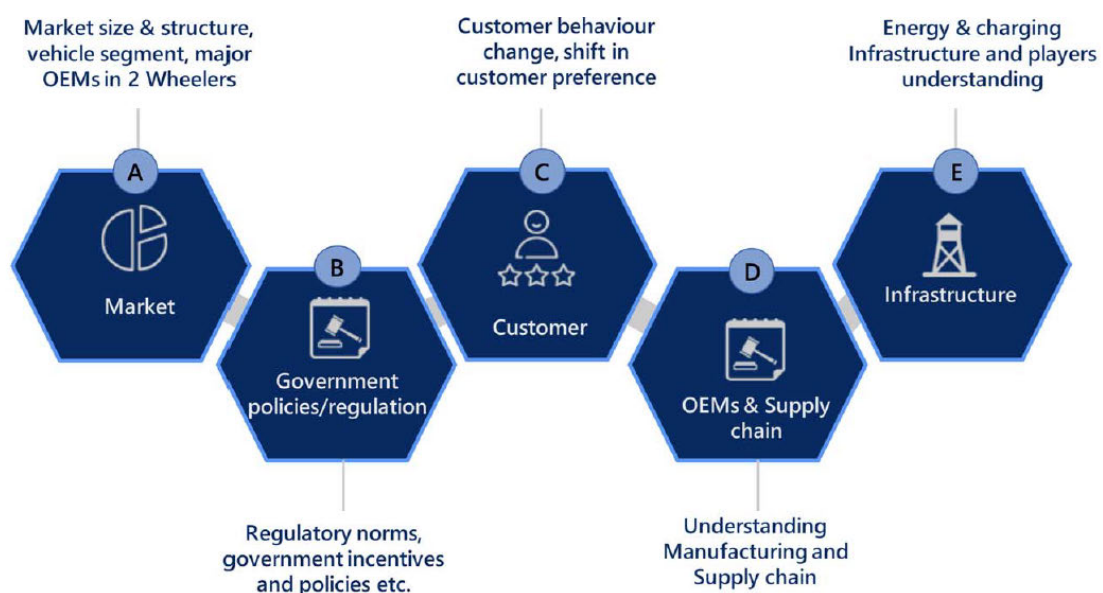 Market size & structure,
vehicle segment, major
OEMs in 2 Wheelers
A
Market
B
Government
policies/regulation
Regulatory norms,
government incentives
and policies etc.
Customer behaviour
change, shift in
customer preference
C
Customer
D
OEMs & Supply
chain
Understanding
Manufacturing and
Supply chain
Energy & charging
Infrastructure and players
understanding
E
Infrastructure